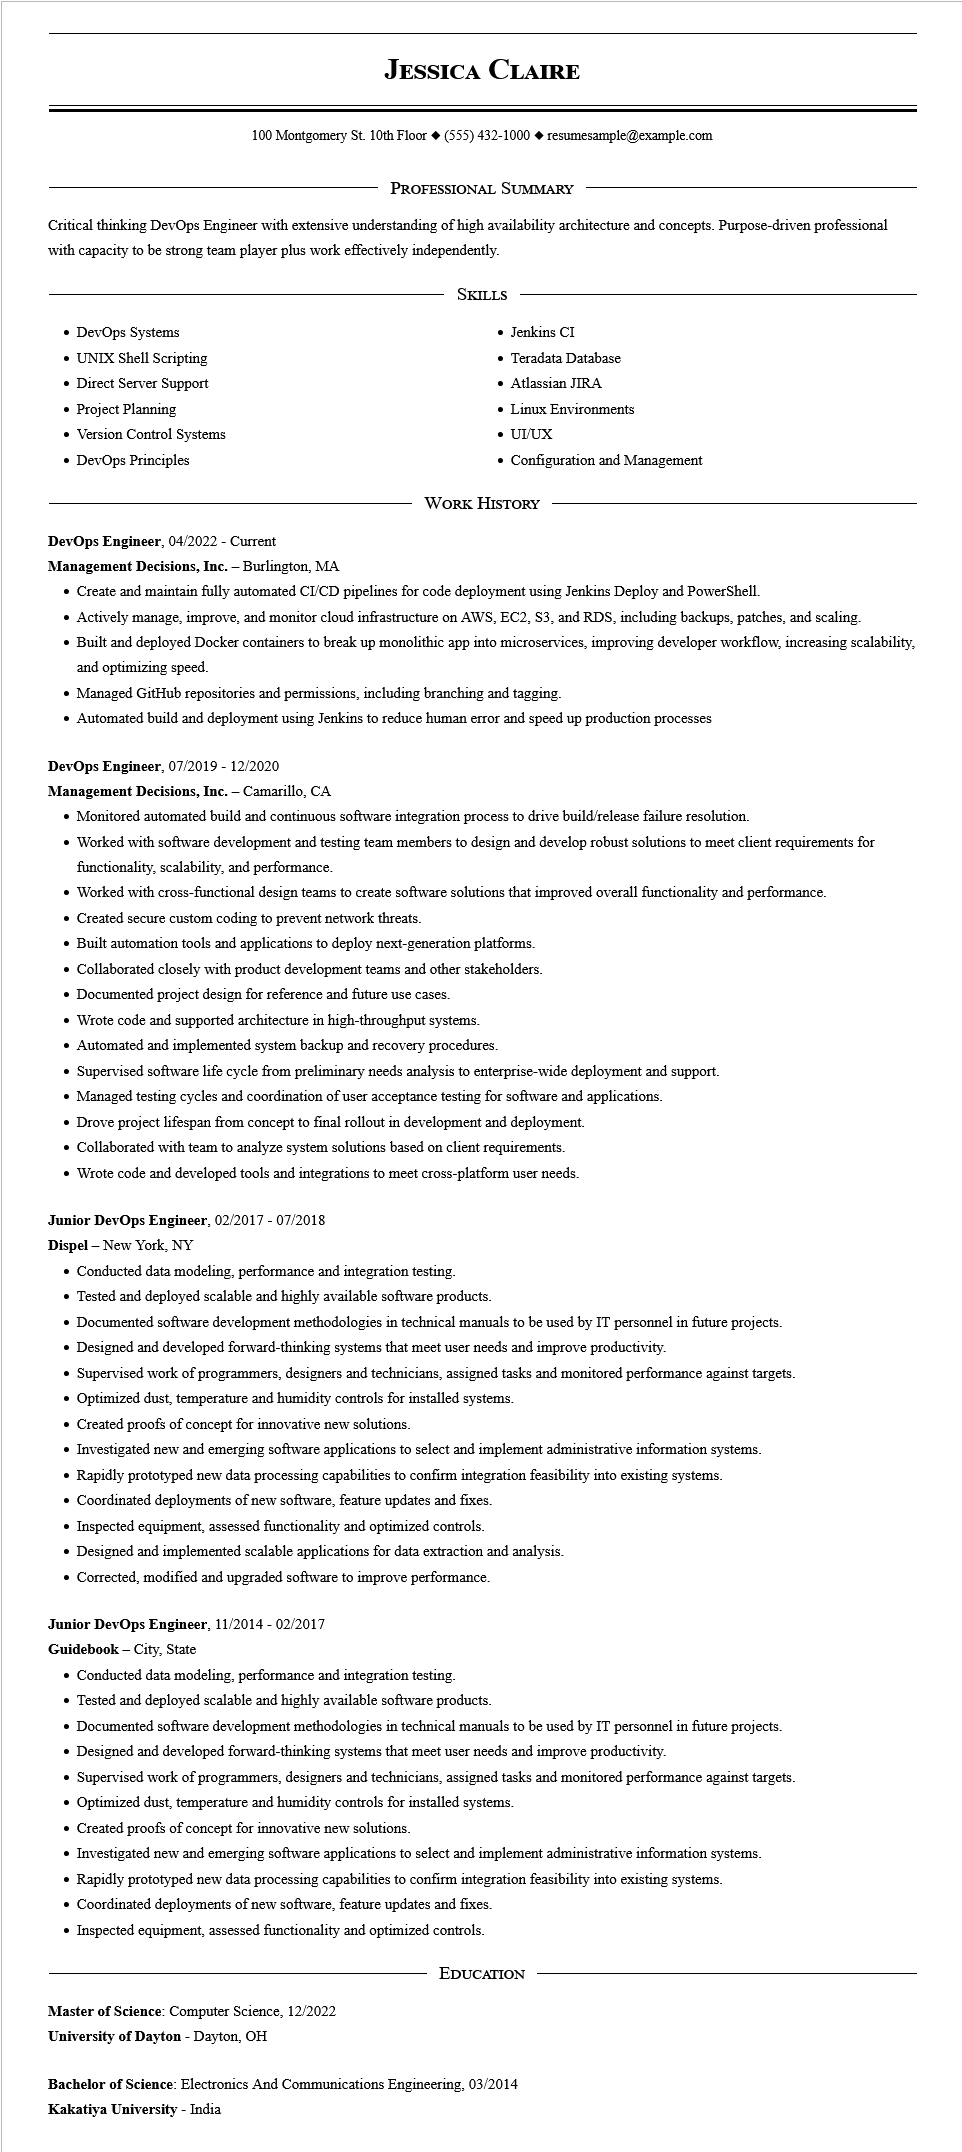 Jessica Claire
100 Montgomery St. 10th Floor ◆ (555) 432-1000 ◆ resumesample@example.com
Professional Summary
Critical thinking DevOps Engineer with extensive understanding of high availability architecture and concepts. Purpose-driven professional
with capacity to be strong team player plus work effectively independently.
Skills
• DevOps Systems
• UNIX Shell Scripting
• Direct Server Support
• Project Planning
• Version Control Systems
• DevOps Principles
• Jenkins CI
• Teradata Database
• Atlassian JIRA
• Linux Environments
• UI/UX
• Configuration and Management
Work History
DevOps Engineer, 04/2022 - Current
Management Decisions, Inc. – Burlington, MA
• Create and maintain fully automated CI/CD pipelines for code deployment using Jenkins Deploy and PowerShell.
• Actively manage, improve, and monitor cloud infrastructure on AWS, EC2, S3, and RDS, including backups, patches, and scaling.
• Built and deployed Docker containers to break up monolithic app into microservices, improving developer workflow, increasing scalability,
and optimizing speed.
• Managed GitHub repositories and permissions, including branching and tagging.
• Automated build and deployment using Jenkins to reduce human error and speed up production processes
DevOps Engineer, 07/2019 - 12/2020
Management Decisions, Inc. – Camarillo, CA
• Monitored automated build and continuous software integration process to drive build/release failure resolution.
• Worked with software development and testing team members to design and develop robust solutions to meet client requirements for
functionality, scalability, and performance.
• Worked with cross-functional design teams to create software solutions that improved overall functionality and performance.
• Created secure custom coding to prevent network threats.
• Built automation tools and applications to deploy next-generation platforms.
• Collaborated closely with product development teams and other stakeholders.
• Documented project design for reference and future use cases.
• Wrote code and supported architecture in high-throughput systems.
• Automated and implemented system backup and recovery procedures.
• Supervised software life cycle from preliminary needs analysis to enterprise-wide deployment and support.
• Managed testing cycles and coordination of user acceptance testing for software and applications.
• Drove project lifespan from concept to final rollout in development and deployment.
• Collaborated with team to analyze system solutions based on client requirements.
• Wrote code and developed tools and integrations to meet cross-platform user needs.
Junior DevOps Engineer, 02/2017 - 07/2018
Dispel – New York, NY
• Conducted data modeling, performance and integration testing.
• Tested and deployed scalable and highly available software products.
• Documented software development methodologies in technical manuals to be used by IT personnel in future projects.
• Designed and developed forward-thinking systems that meet user needs and improve productivity.
• Supervised work of programmers, designers and technicians, assigned tasks and monitored performance against targets.
• Optimized dust, temperature and humidity controls for installed systems.
• Created proofs of concept for innovative new solutions.
• Investigated new and emerging software applications to select and implement administrative information systems.
• Rapidly prototyped new data processing capabilities to confirm integration feasibility into existing systems.
• Coordinated deployments of new software, feature updates and fixes.
• Inspected equipment, assessed functionality and optimized controls.
• Designed and implemented scalable applications for data extraction and analysis.
• Corrected, modified and upgraded software to improve performance.
Junior DevOps Engineer, 11/2014 - 02/2017
Guidebook – City, State
• Conducted data modeling, performance and integration testing.
• Tested and deployed scalable and highly available software products.
• Documented software development methodologies in technical manuals to be used by IT personnel in future projects.
• Designed and developed forward-thinking systems that meet user needs and improve productivity.
• Supervised work of programmers, designers and technicians, assigned tasks and monitored performance against targets.
• Optimized dust, temperature and humidity controls for installed systems.
• Created proofs of concept for innovative new solutions.
• Investigated new and emerging software applications to select and implement administrative information systems.
• Rapidly prototyped new data processing capabilities to confirm integration feasibility into existing systems.
• Coordinated deployments of new software, feature updates and fixes.
• Inspected equipment, assessed functionality and optimized controls.
Education
Master of Science: Computer Science, 12/2022
University of Dayton - Dayton, OH
Bachelor of Science: Electronics And Communications Engineering, 03/2014
Kakatiya University - India